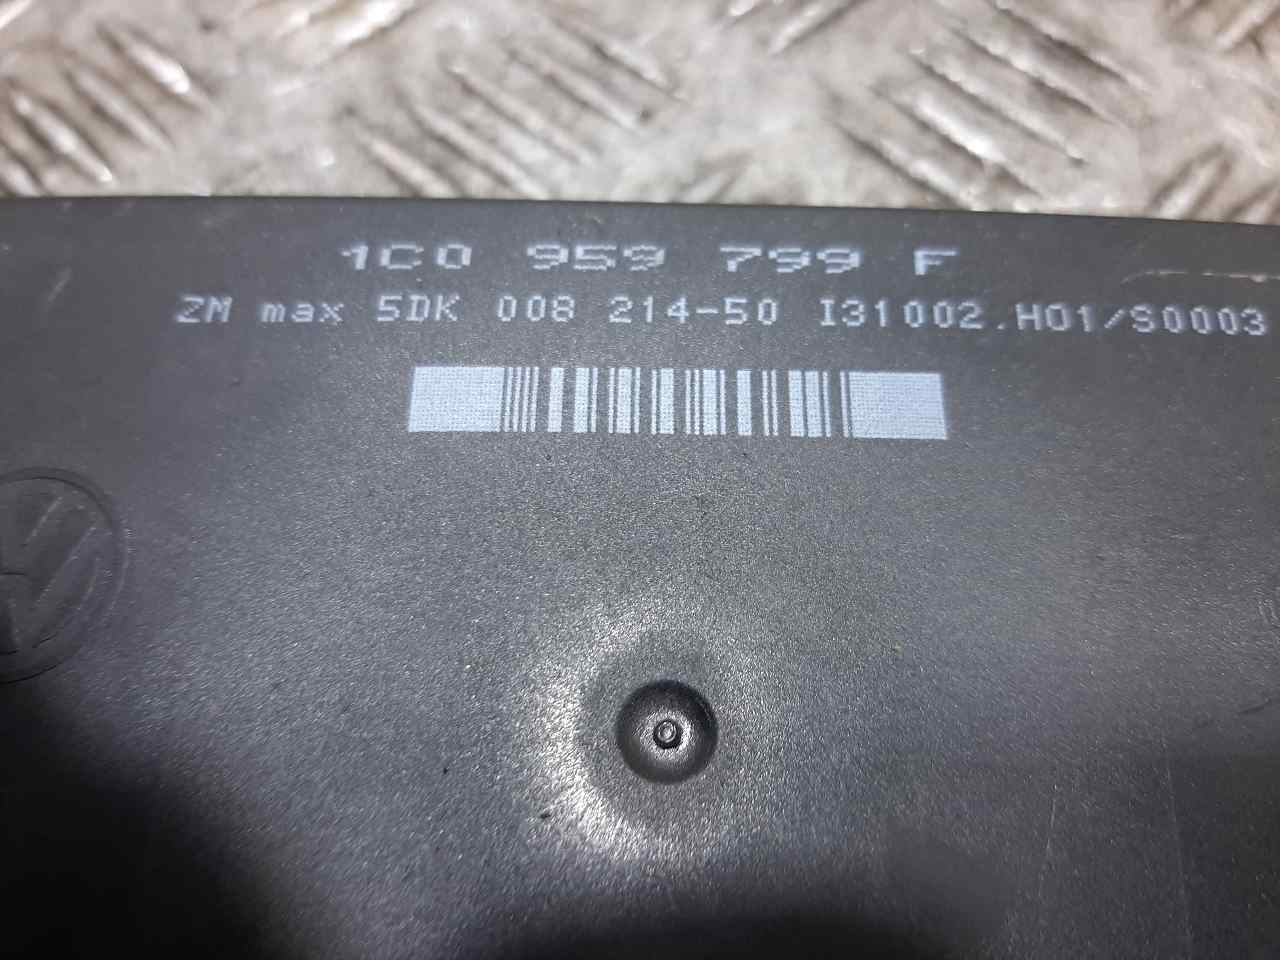 1C0 959 799 F
ZM max 5DK 008 214-50 I31002.H01/S0003